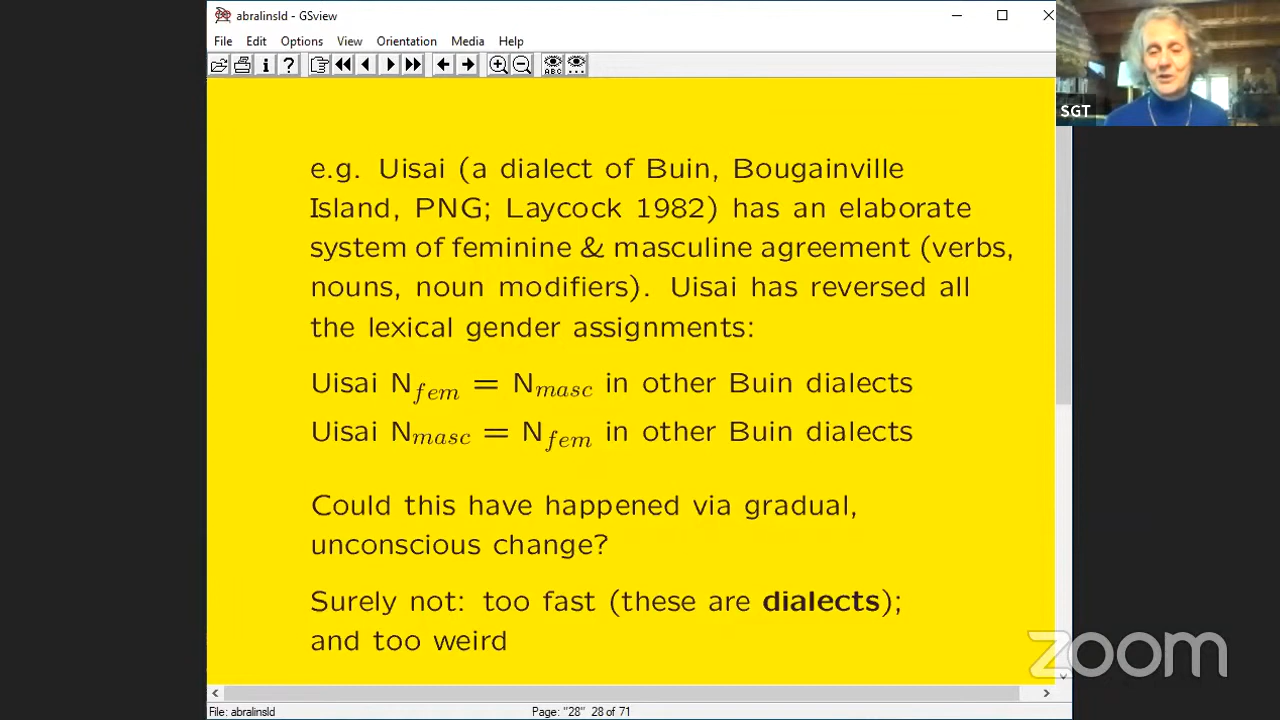 abralinsld - GSview
File Edit Options View Orientation Media Help
ABC
SGT
e.g. Uisai (a dialect of Buin, Bougainville
Island, PNG; Laycock 1982) has an elaborate
system of feminine & masculine agreement (verbs,
nouns, noun modifiers). Uisai has reversed all
the lexical gender assignments:
Uisai N_fem = N_masc in other Buin dialects
Uisai N_masc = N_fem in other Buin dialects
Could this have happened via gradual,
unconscious change?
Surely not: too fast (these are dialects);
and too weird
zoom
File: abralinsld Page: "28" 28 of 71